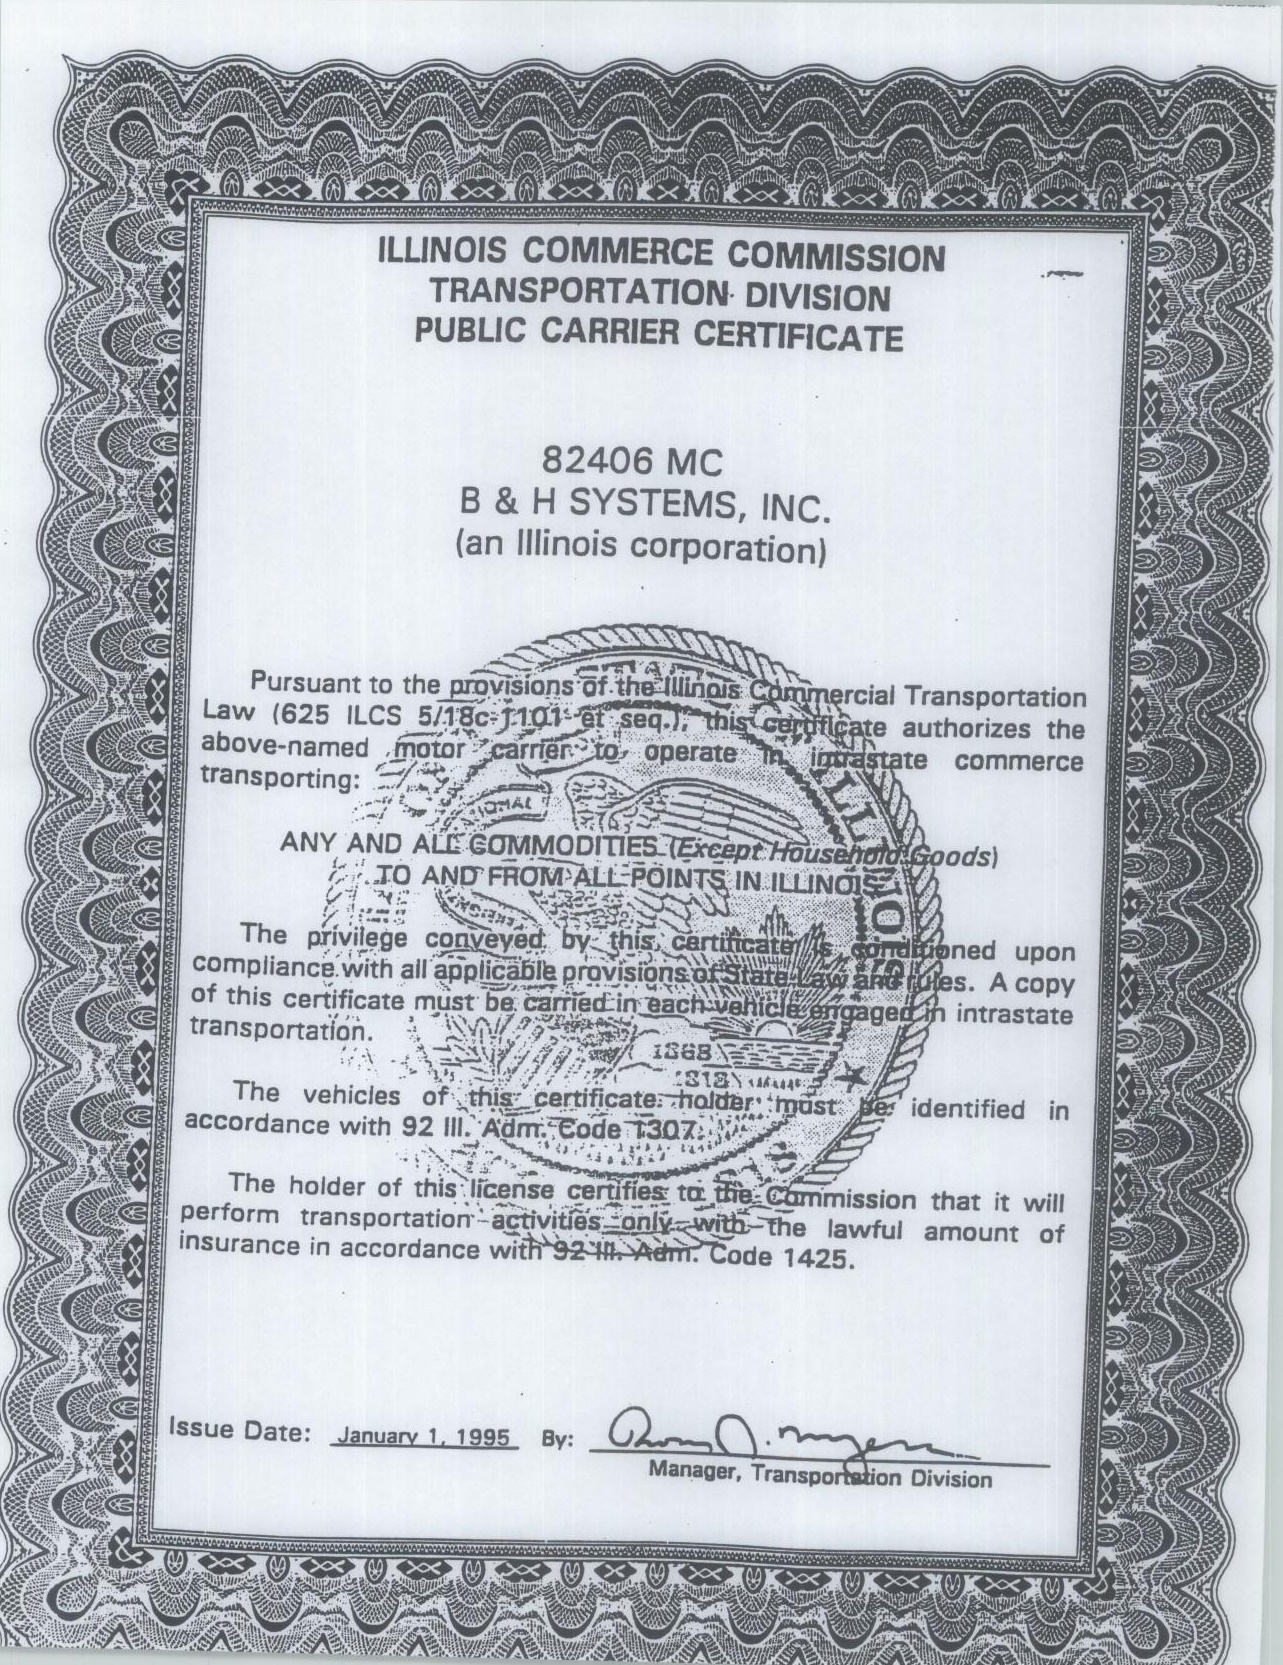 ILLINOIS COMMERCE COMMISSION
TRANSPORTATION DIVISION
PUBLIC CARRIER CERTIFICATE
82406 MC
B & H SYSTEMS, INC.
(an Illinois corporation)
Pursuant to the provisions of the Illinois Commercial Transportation
Law (625 ILCS 5/18c-1101 et seq.), this certificate authorizes the
above-named motor carrier to operate in intrastate commerce
transporting:
ANY AND ALL COMMODITIES (Except Household Goods)
TO AND FROM ALL POINTS IN ILLINOIS
The privilege conveyed by this certificate is conditioned upon
compliance with all applicable provisions of State Law and rules. A copy
of this certificate must be carried in each vehicle engaged in intrastate
transportation.
1868
1818
The vehicles of this certificate holder must be identified in
accordance with 92 Ill. Adm. Code 1307.
The holder of this license certifies to the Commission that it will
perform transportation activities only with the lawful amount of
insurance in accordance with 92 Ill. Adm. Code 1425.
Issue Date: January 1, 1995 By:
Manager, Transportation Division